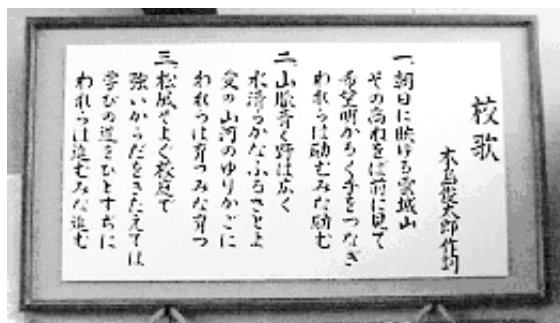 校歌
木島俊太郎作詞
一、朝日に映ゆる雲城山
その高ねをば前に見て
希望明かるく手をつなぎ
われらは励むみな励む
二、山脈青く野は広く
水清らかなふるさとよ
愛の山河のゆりかごに
われらは育つみな育つ
三、松風そよぐ校庭で
強いからだをきたえては
学びの道をひとすぢに
われらは進むみな進む